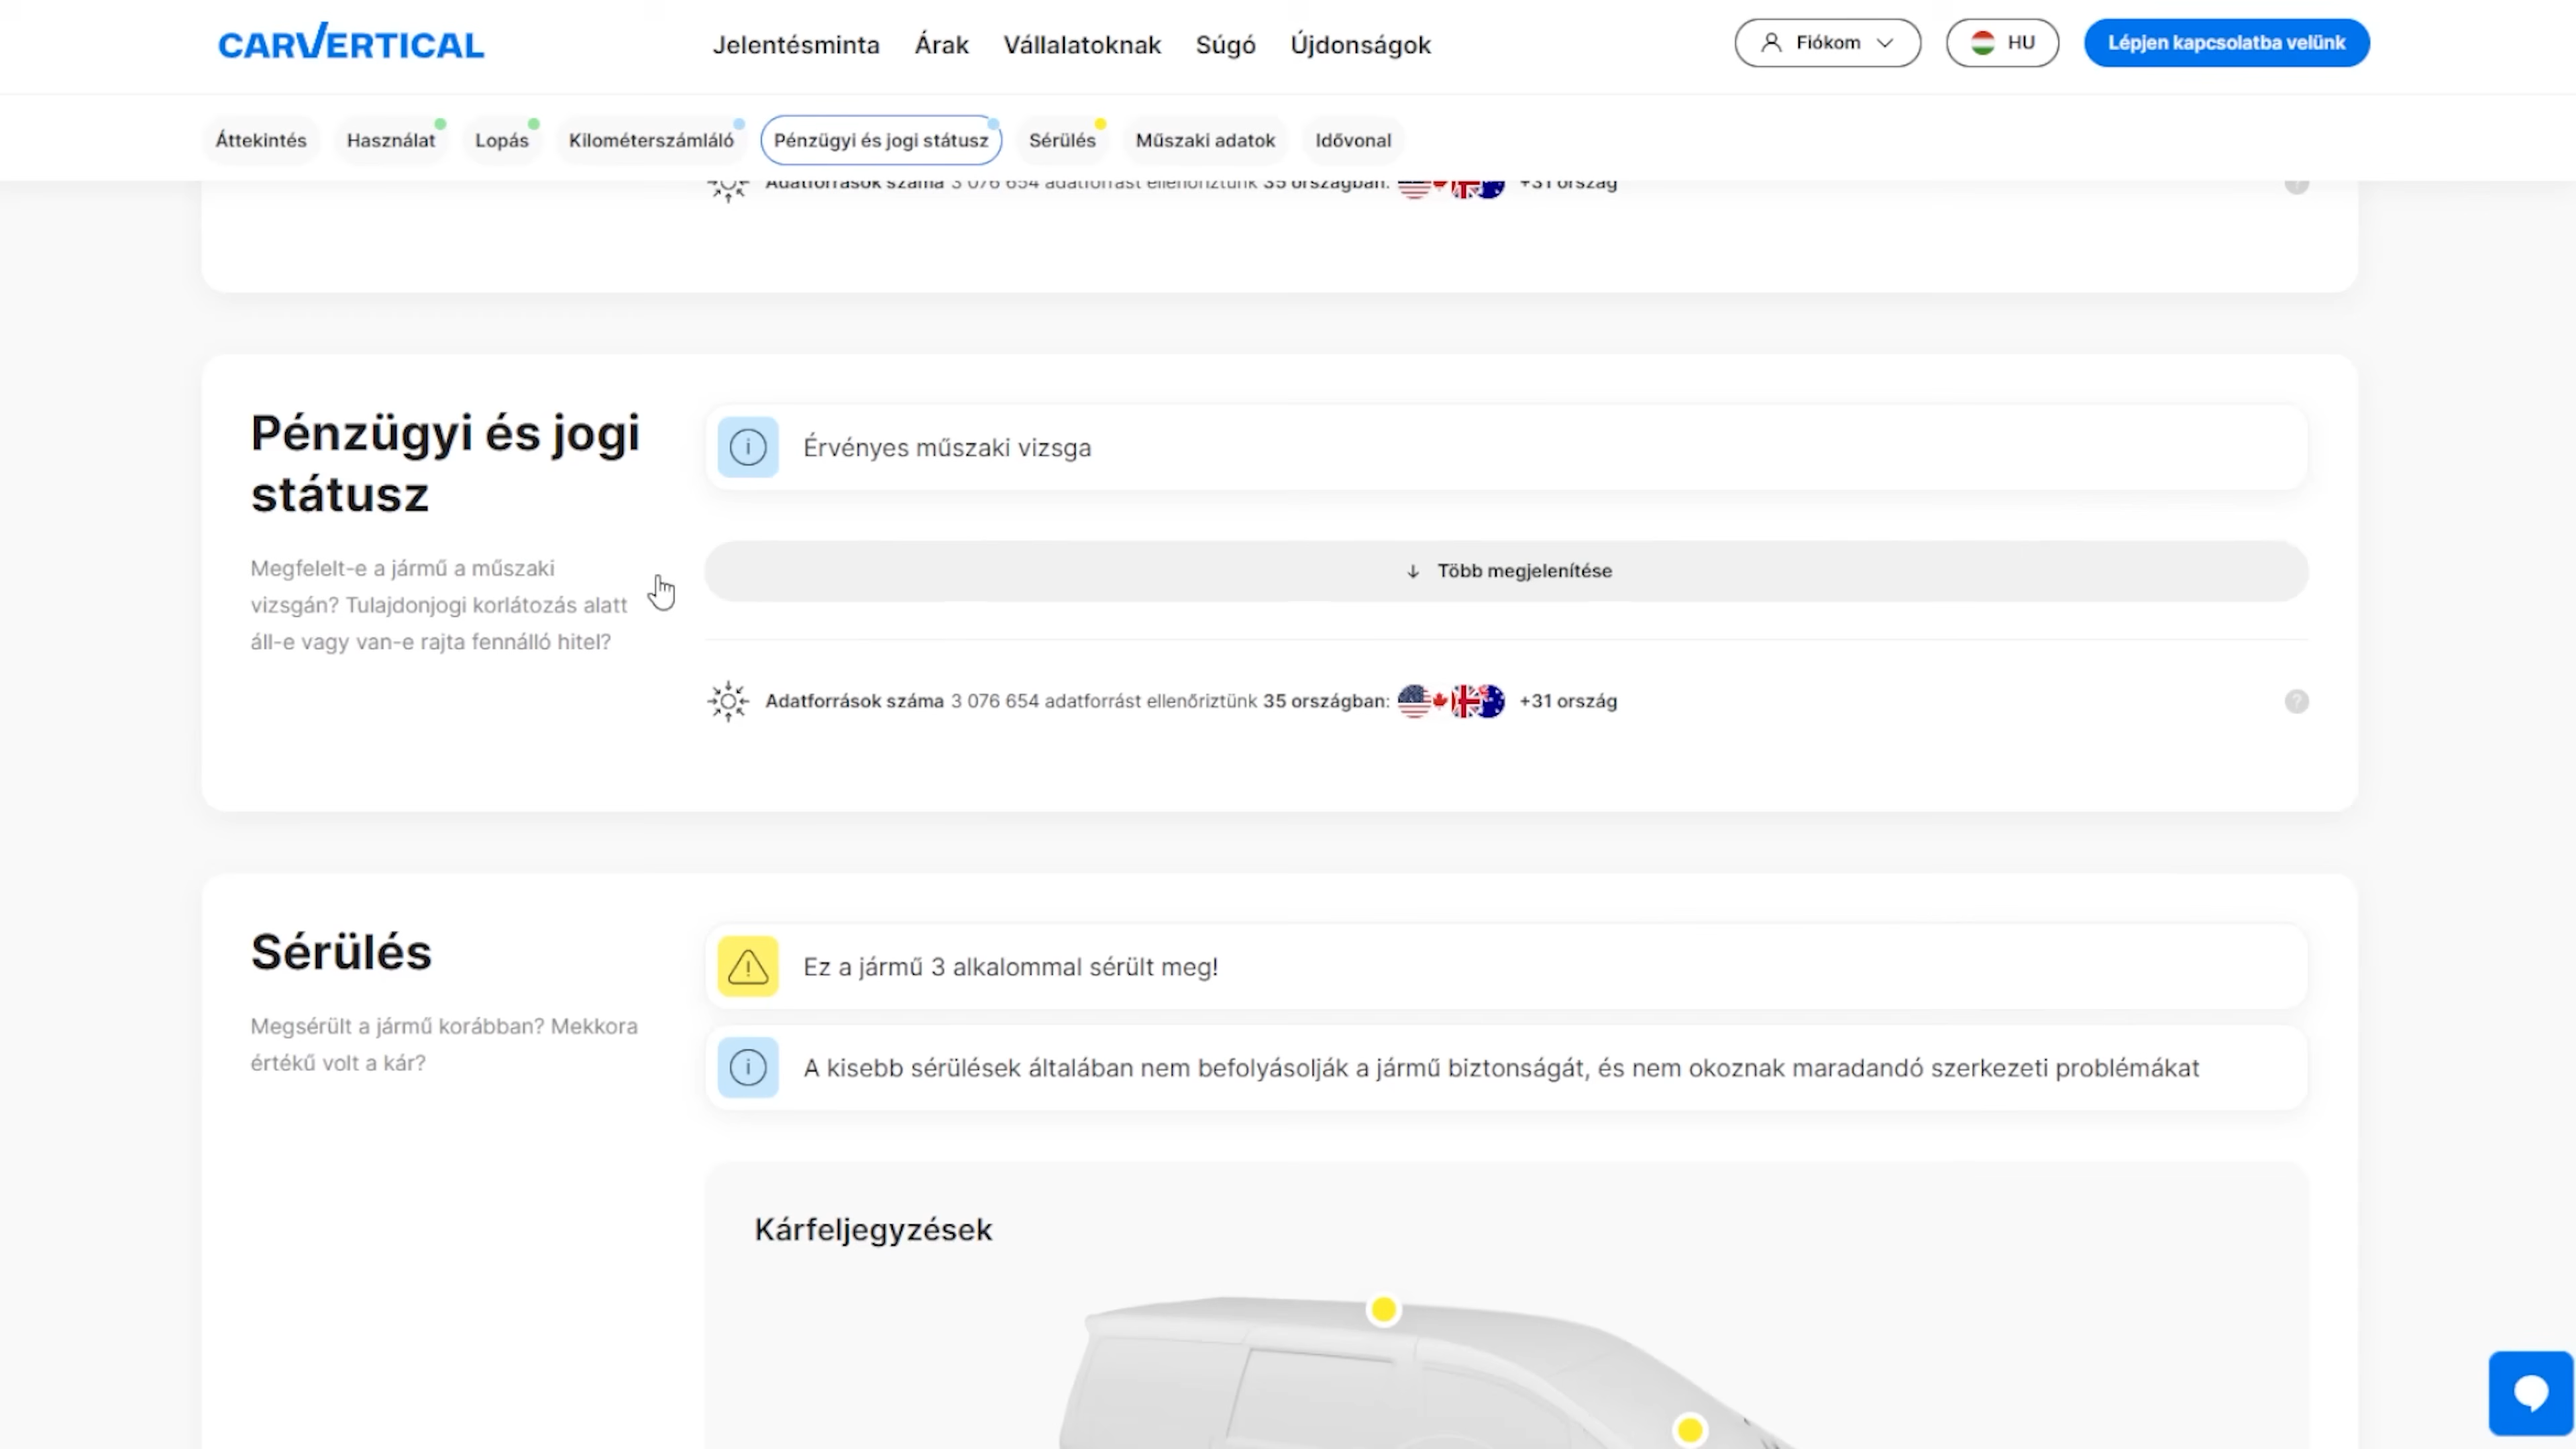 CARVERTICAL
Jelentésminta
Árak
Vállalatoknak
Súgó
Újdonságok
Fiókom
HU
Lépjen kapcsolatba velünk
Áttekintés
Használat
Lopás
Kilométerszámláló
Pénzügyi és jogi státusz
Sérülés
Műszaki adatok
Idővonal
Adatforrások száma 3 076 654 adatforrást ellenőriztünk 35 országban: +31 ország
?
Pénzügyi és jogi
státusz
Megfelelt-e a jármű a műszaki
vizsgán? Tulajdonjogi korlátozás alatt
áll-e vagy van-e rajta fennálló hitel?
Érvényes műszaki vizsga
Több megjelenítése
Adatforrások száma 3 076 654 adatforrást ellenőriztünk 35 országban: +31 ország
?
Sérülés
Megsérült a jármű korábban? Mekkora
értékű volt a kár?
Ez a jármű 3 alkalommal sérült meg!
A kisebb sérülések általában nem befolyásolják a jármű biztonságát, és nem okoznak maradandó szerkezeti problémákat
Kárfeljegyzések